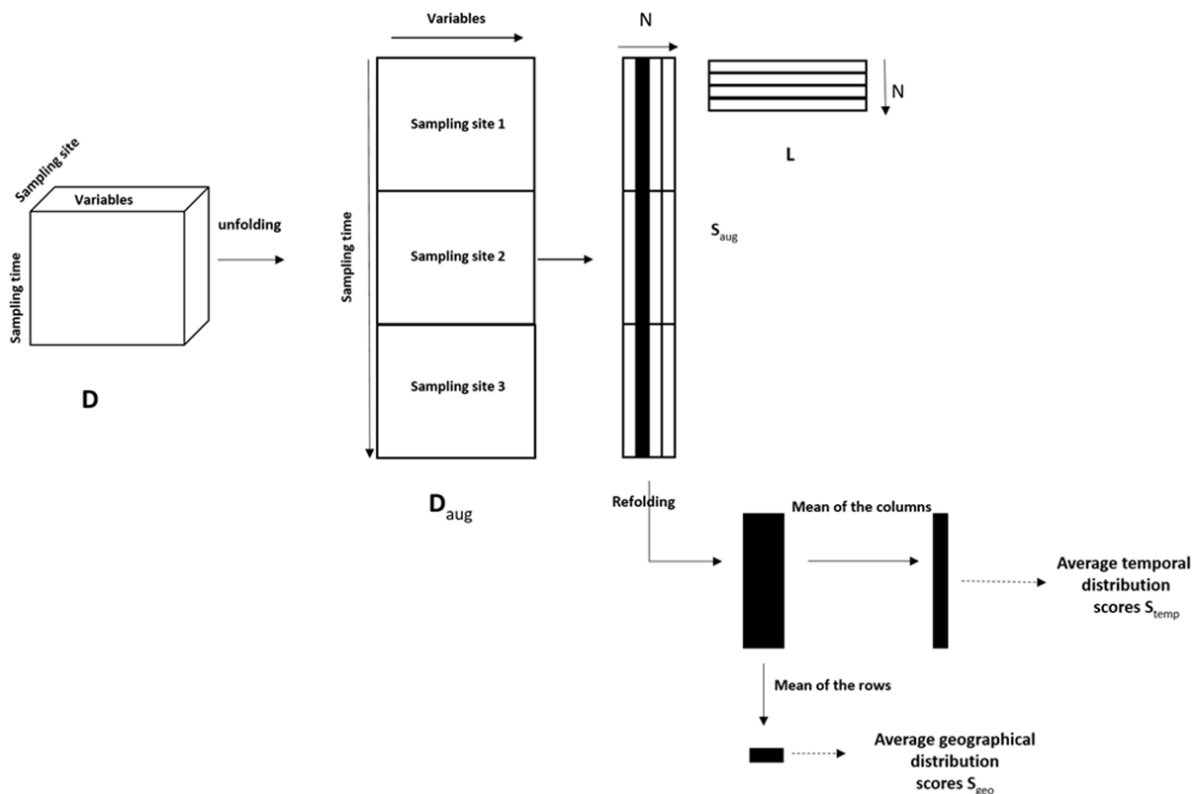 Sampling site
Variables
Sampling time
D
unfolding
Variables
Sampling time
Sampling site 1
Sampling site 2
Sampling site 3
Daug
N
Saug
N
L
Refolding
Mean of the columns
Average temporal
distribution
scores Stemp
Mean of the rows
Average geographical
distribution
scores Sgeo